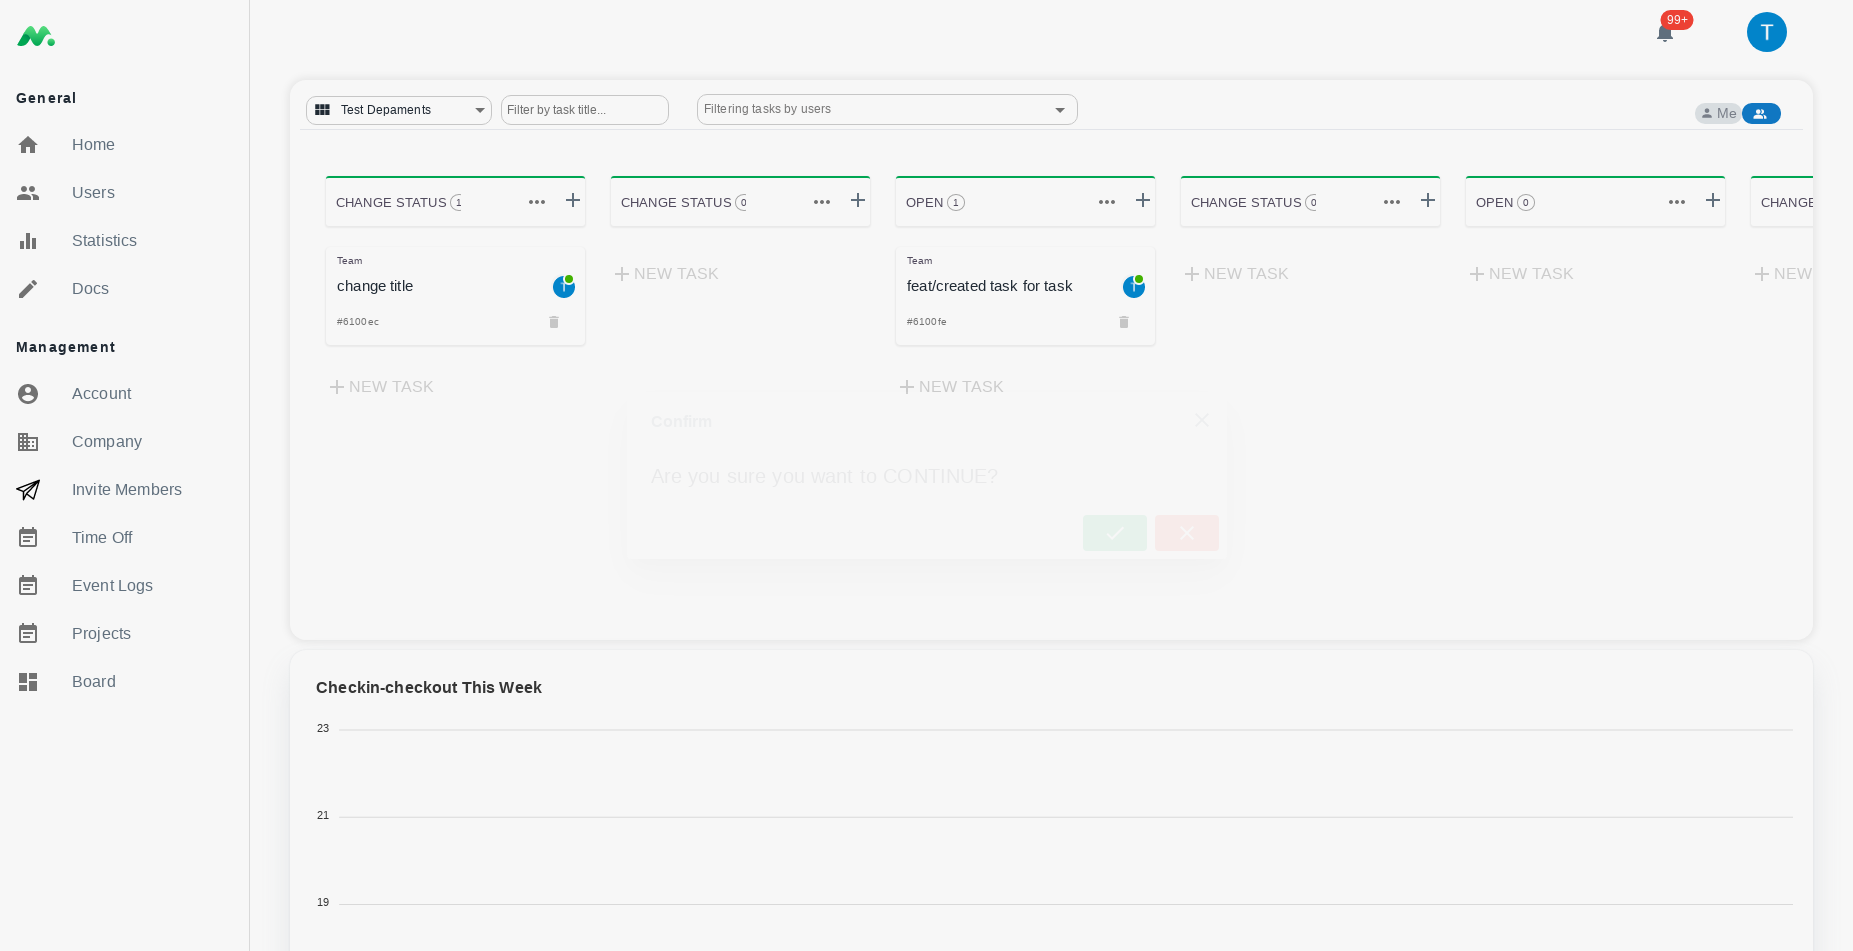 99+
T
General
Home
Users
Statistics
Docs
Management
Account
Company
Invite Members
Time Off
Event Logs
Projects
Board
Test Depaments
Filter by task title...
Filtering tasks by users
Me
CHANGE STATUS 1
CHANGE STATUS 0
OPEN 1
CHANGE STATUS 0
OPEN 0
CHANGE
Team
change title
T
#6100ec
NEW TASK
NEW TASK
Team
feat/created task for task
T
#6100fe
NEW TASK
NEW TASK
NEW TASK
NEW
Confirm
Are you sure you want to CONTINUE?
Checkin-checkout This Week
23
21
19